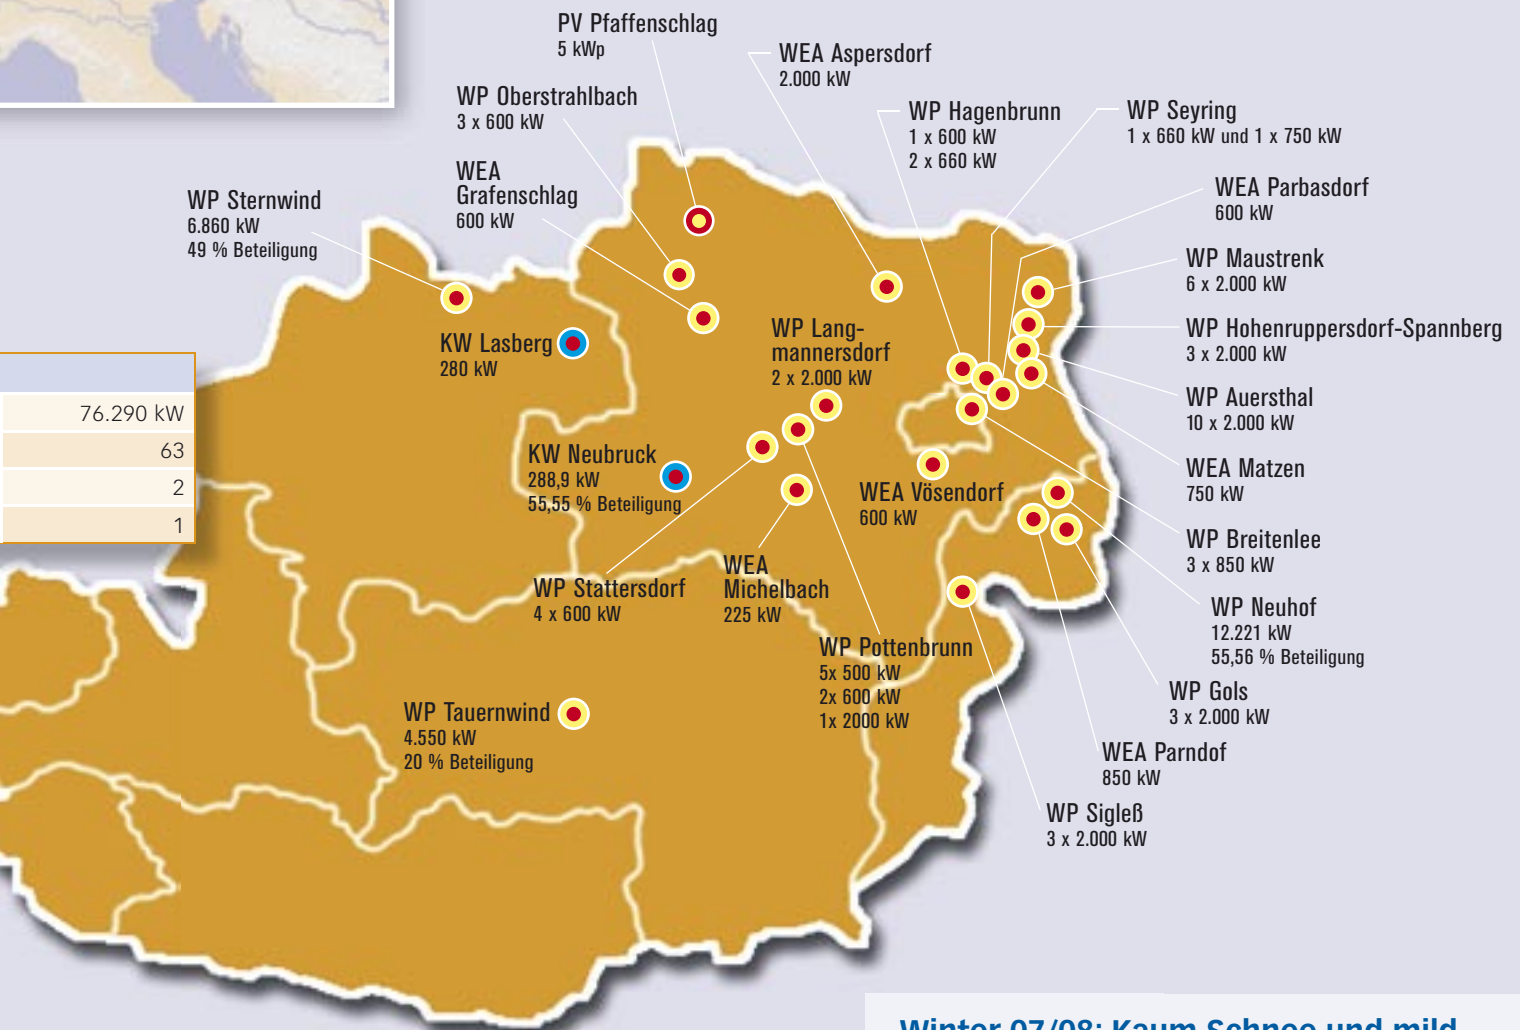 PV Pfaffenschlag
5 kWp
WEA Aspersdorf
2.000 kW
WP Oberstrahlbach
3 x 600 kW
WP Hagenbrunn
1 x 600 kW
2 x 660 kW
WP Seyring
1 x 660 kW und 1 x 750 kW
WEA
Grafenschlag
600 kW
WEA Parbasdorf
600 kW
WP Sternwind
6.860 kW
49 % Beteiligung
WP Maustrenk
6 x 2.000 kW
WP Hohenruppersdorf-Spannberg
3 x 2.000 kW
KW Lasberg
280 kW
WP Lang-
mannersdorf
2 x 2.000 kW
WP Auersthal
10 x 2.000 kW
76.290 kW
63
2
1
KW Neubruck
288,9 kW
55,55 % Beteiligung
WEA Matzen
750 kW
WEA Vösendorf
600 kW
WP Breitenlee
3 x 850 kW
WP Stattersdorf
4 x 600 kW
WEA
Michelbach
225 kW
WP Neuhof
12.221 kW
55,56 % Beteiligung
WP Pottenbrunn
5x 500 kW
2x 600 kW
1x 2000 kW
WP Gols
3 x 2.000 kW
WP Tauernwind
4.550 kW
20 % Beteiligung
WEA Parndof
850 kW
WP Sigleß
3 x 2.000 kW
Winter 07/08: Kaum Schnee und mild